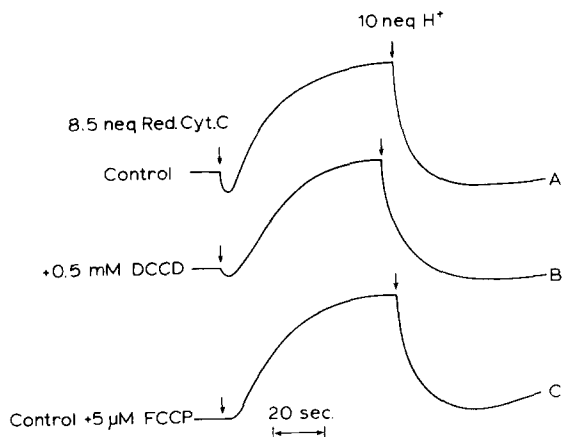 10 neq H⁺
8.5 neq Red.Cyt.C
Control
A
+0.5 mM DCCD
B
Control +5 μM FCCP
C
20 sec.